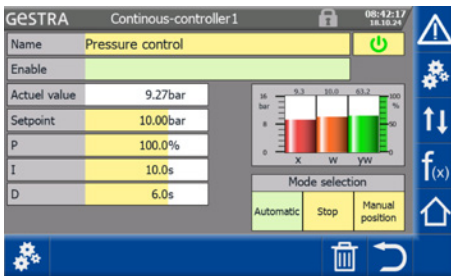 GESTRA Continous-controller1 08:42:17
18.10.24
Name Pressure control
Enable
Actuel value 9.27bar
Setpoint 10.00bar
P 100.0%
I 10.0s
D 6.0s
16 9.3 10.0 63.2 100
bar %
8 50
0 0
x w yw
Mode selection
Automatic Stop Manual position
f(x)